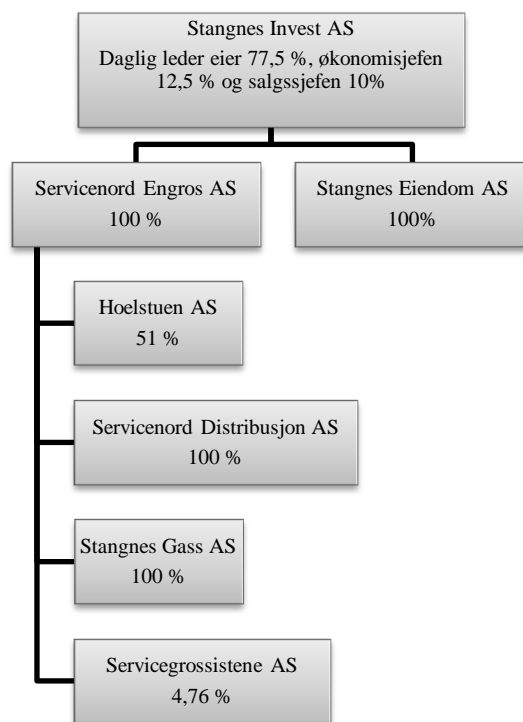 Stangnes Invest AS
Daglig leder eier 77,5 %, økonomisjefen
12,5 % og salgssjefen 10%
Servicenord Engros AS
100 %
Stangnes Eiendom AS
100%
Hoelstuen AS
51 %
Servicenord Distribusjon AS
100 %
Stangnes Gass AS
100 %
Servicegrossistene AS
4,76 %